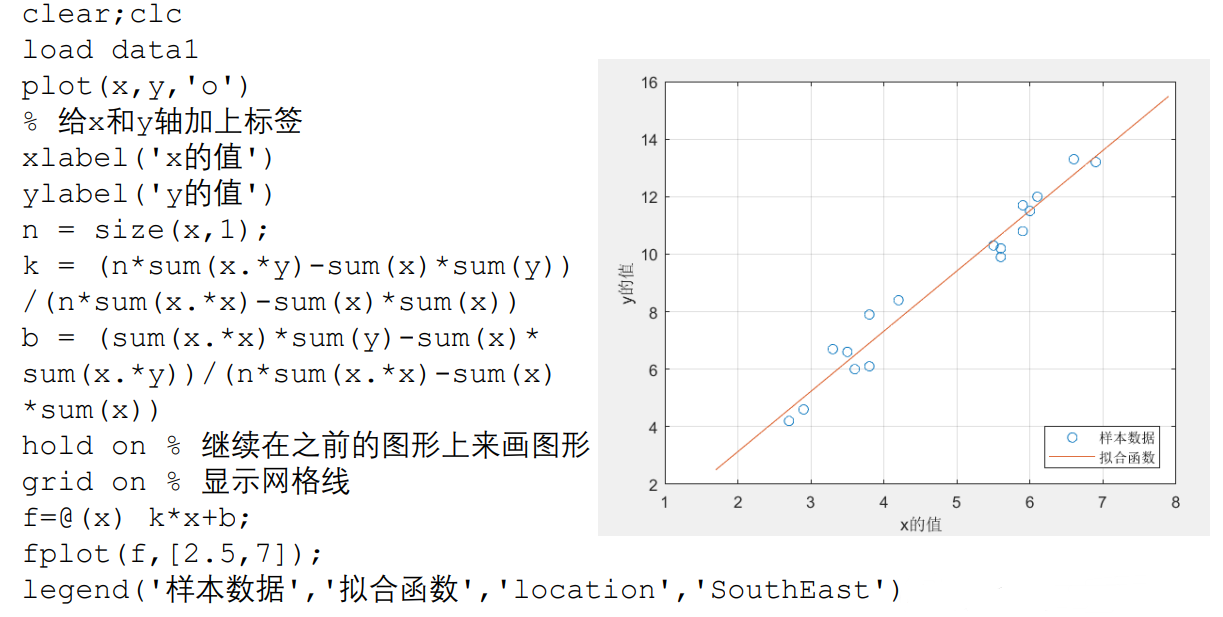 clear;clc
load data1
plot(x,y,'o')
% 给x和y轴加上标签
xlabel('x的值')
ylabel('y的值')
n = size(x,1);
k = (n*sum(x.*y)-sum(x)*sum(y))
/(n*sum(x.*x)-sum(x)*sum(x))
b = (sum(x.*x)*sum(y)-sum(x)*
sum(x.*y))/(n*sum(x.*x)-sum(x)
*sum(x))
hold on % 继续在之前的图形上来画图形
grid on % 显示网格线
f=@(x) k*x+b;
fplot(f,[2.5,7]);
legend('样本数据','拟合函数','location','SouthEast')
16
14
12
10
8
6
4
2
y的值
样本数据
拟合函数
1 2 3 4 5 6 7 8
x的值